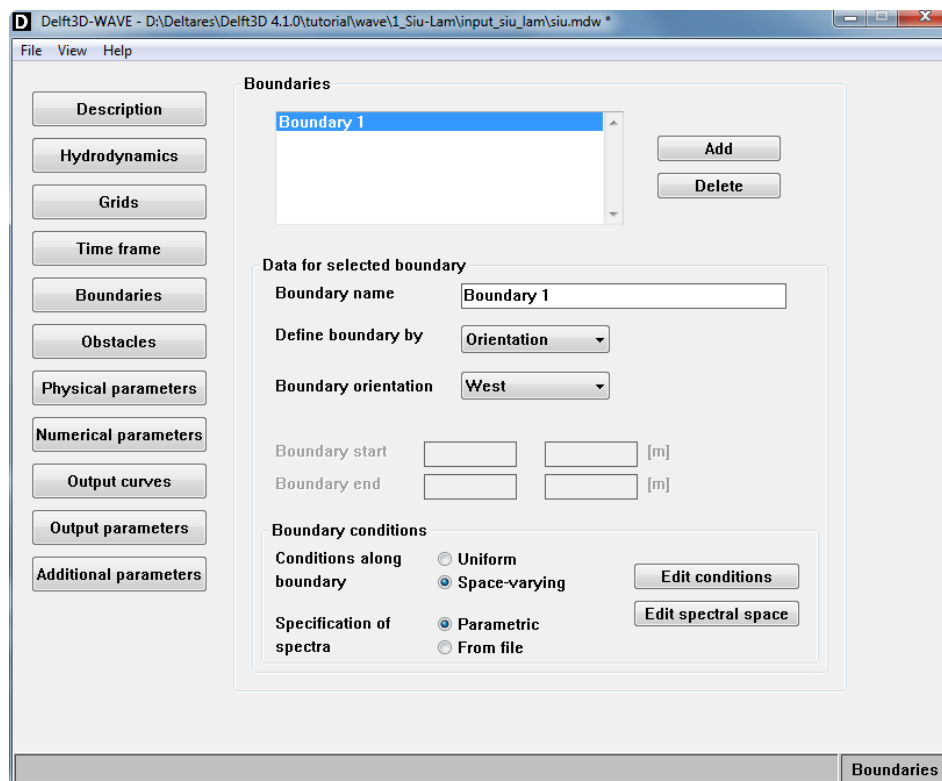 D Delft3D-WAVE - D:\Deltares\Delft3D 4.1.0\tutorial\wave\1_Siu-Lam\input_siu_lam\siu.mdw *
File View Help
Description
Hydrodynamics
Grids
Time frame
Boundaries
Obstacles
Physical parameters
Numerical parameters
Output curves
Output parameters
Additional parameters
Boundaries
Boundary 1
Add
Delete
Data for selected boundary
Boundary name Boundary 1
Define boundary by Orientation
Boundary orientation West
Boundary start [m]
Boundary end [m]
Boundary conditions
Conditions along boundary
Uniform
Space-varying
Edit conditions
Specification of spectra
Parametric
From file
Edit spectral space
Boundaries